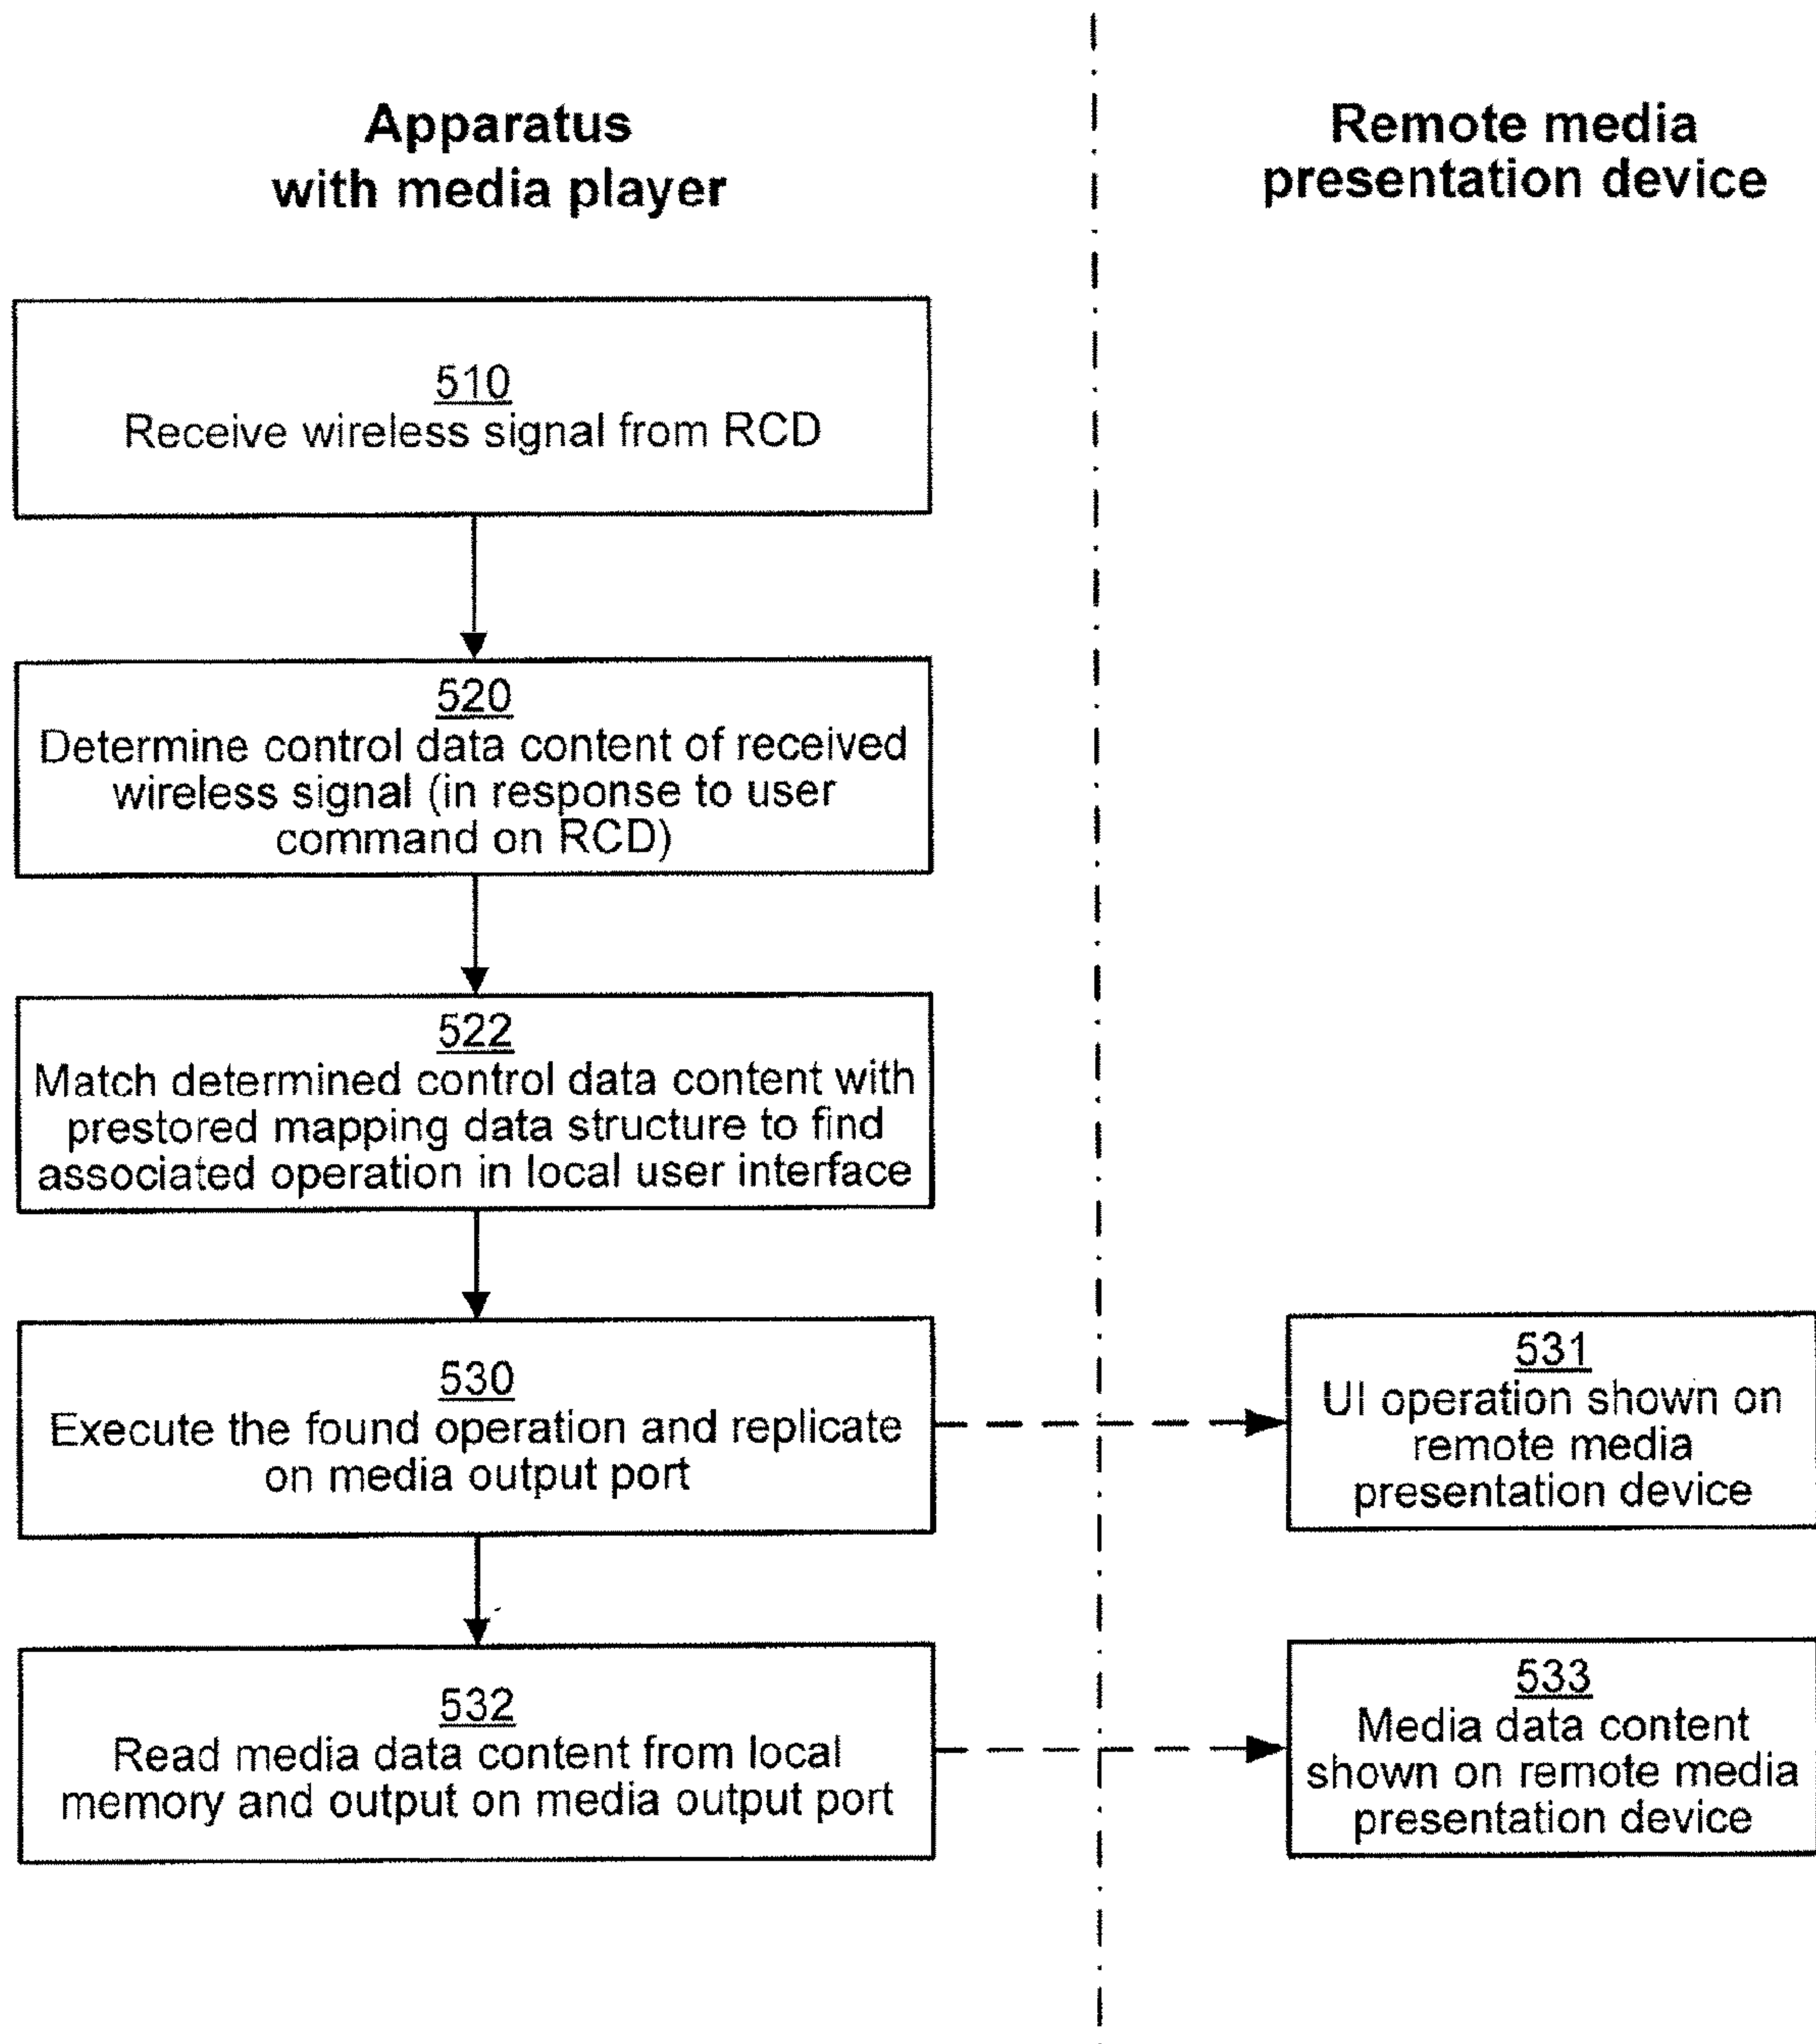 Apparatus
with media player
Remote media
presentation device
510
Receive wireless signal from RCD
520
Determine control data content of received
wireless signal (in response to user
command on RCD)
522
Match determined control data content with
prestored mapping data structure to find
associated operation in local user interface
530
Execute the found operation and replicate
on media output port
531
UI operation shown on
remote media
presentation device
532
Read media data content from local
memory and output on media output port
533
Media data content
shown on remote media
presentation device